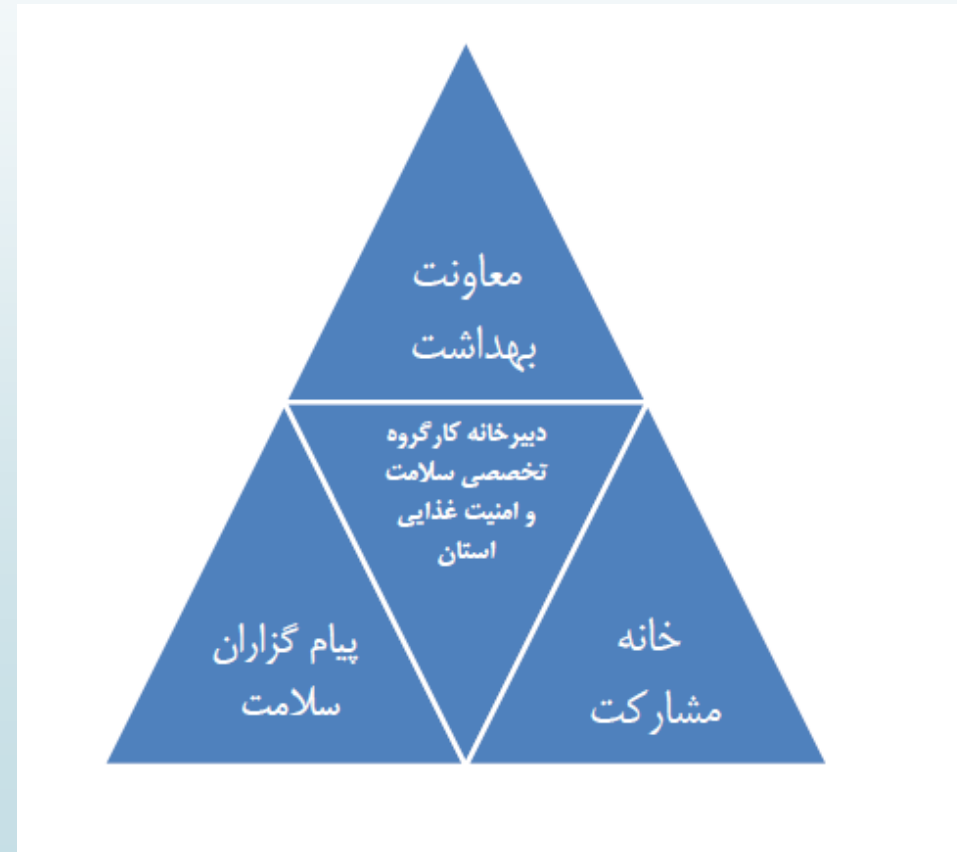 معاونت
بهداشت
دبیرخانه کارگروه
تخصصی سلامت
و امنیت غذایی
استان
خانه
مشارکت
پیام گزاران
سلامت